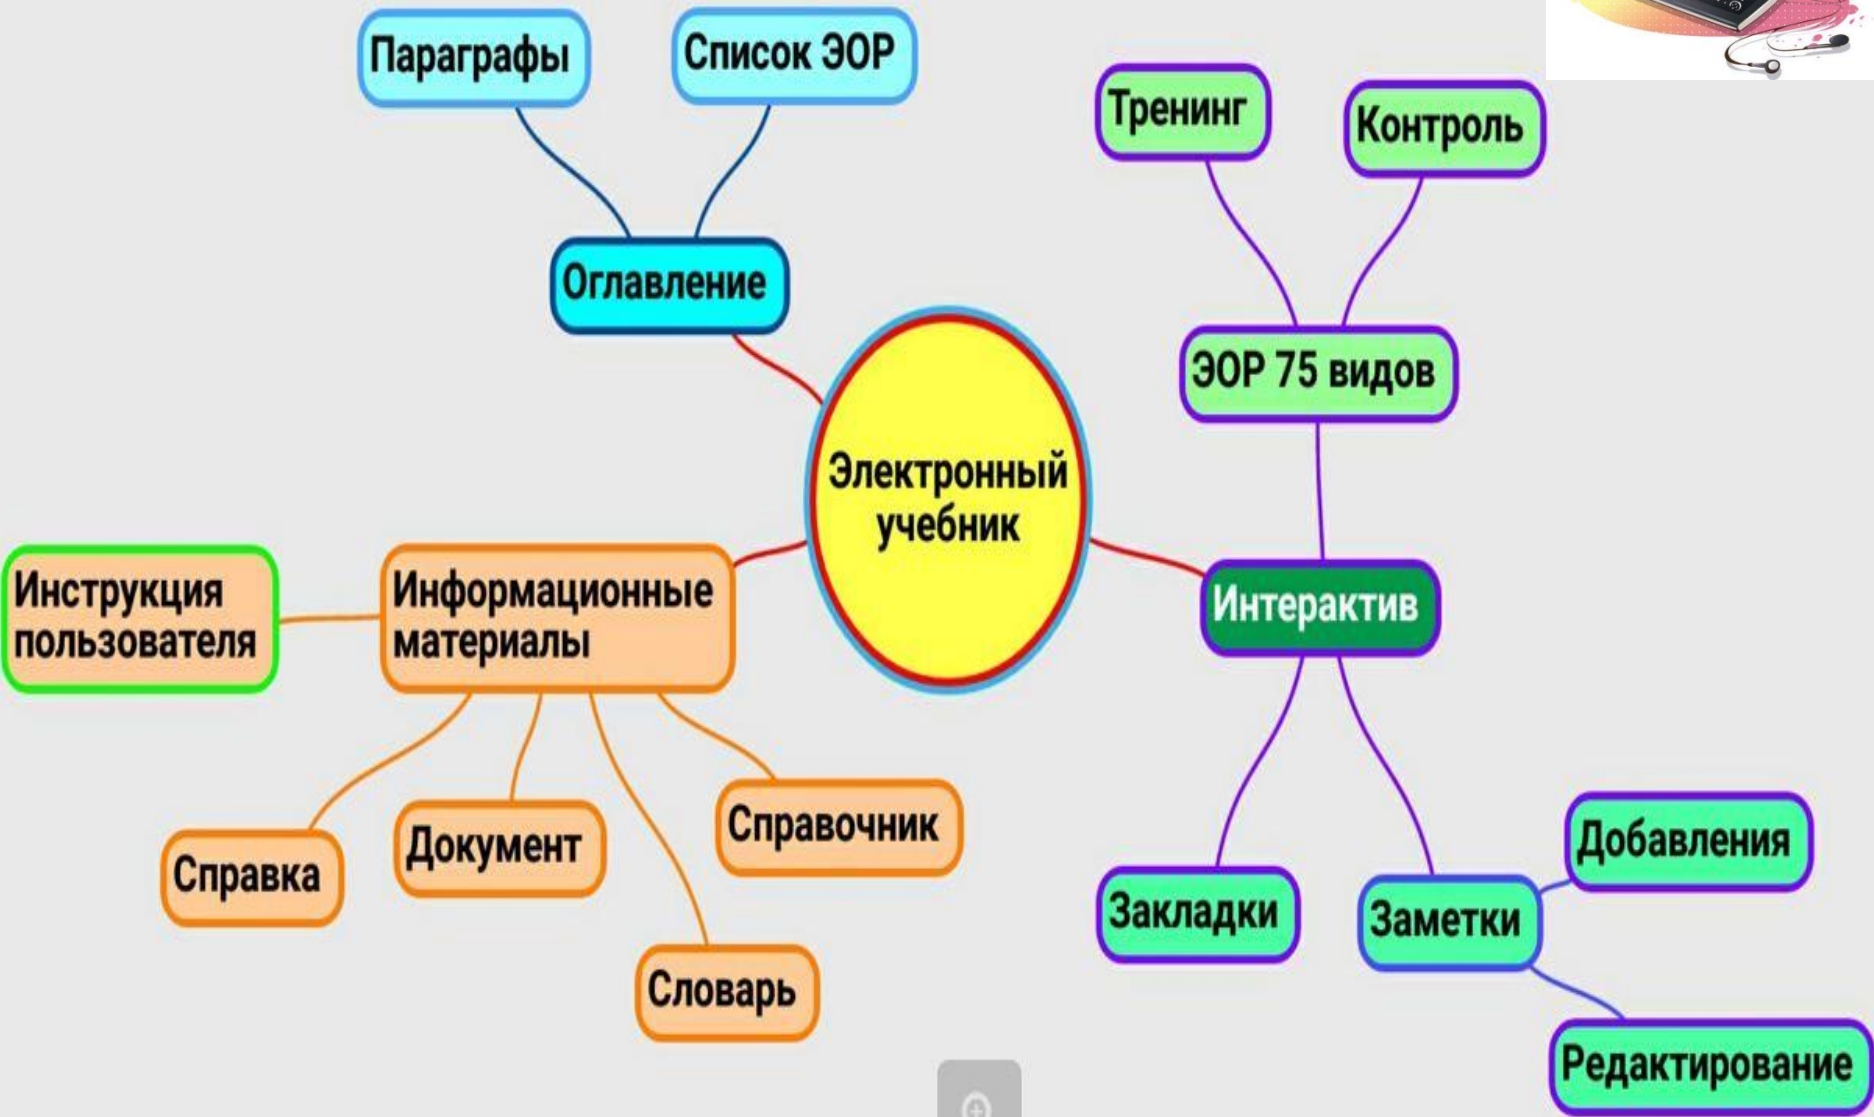 Параграфы
Список ЭОР
Тренинг
Контроль
Оглавление
ЭОР 75 видов
Электронный
учебник
Инструкция
пользователя
Информационные
материалы
Интерактив
Справка
Документ
Словарь
Справочник
Закладки
Заметки
Добавления
Редактирование